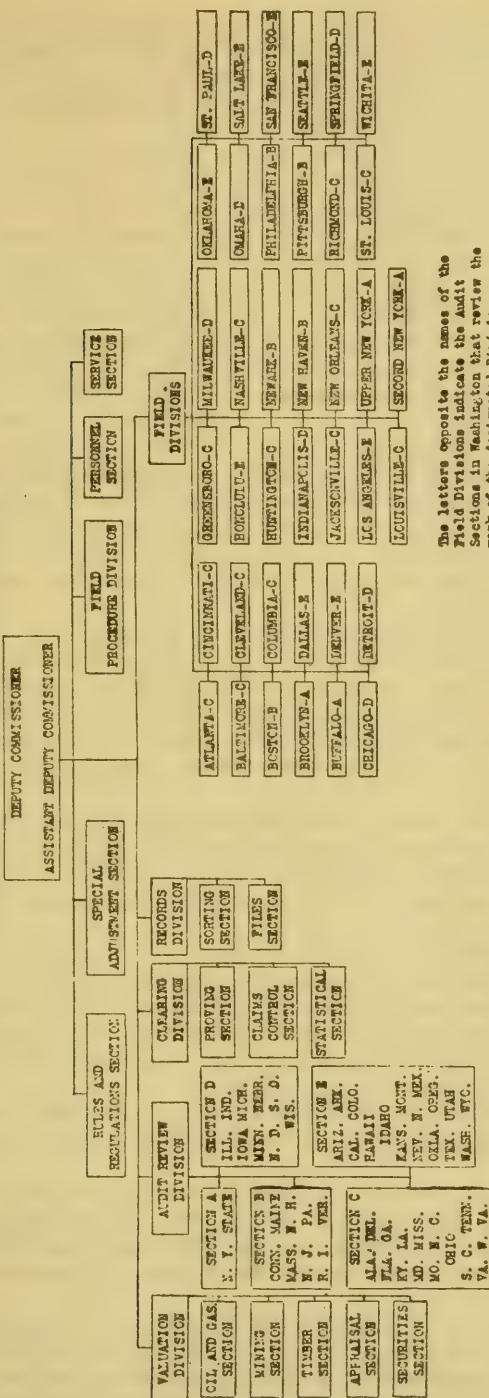 DEPUTY COMMISSIONER
ASSISTANT DEPUTY COMMISSIONER
RULES AND
REGULATIONS SECTION
SPECIAL
ADJUSTMENT SECTION
FIELD
PROCEDURE DIVISION
PERSONNEL
SECTION
SERVICE
SECTION
VALUATION
DIVISION
OIL AND GAS
SECTION
MINING
SECTION
TIMBER
SECTION
APPRAISAL
SECTION
SECURITIES
SECTION
AUDIT REVIEW
DIVISION
SECTION A
N. Y. STATE
SECTION B
CONN. MAINE
MASS. N. H.
N. J. PA.
R. I. VER.
SECTION C
ALA. DEL.
FLA. GA.
KY. LA.
MD. MISS.
MO. N. C.
OHIO
S. C. TENN.
VA. W. VA.
SECTION D
ILL. IND.
IOWA MICH.
MINN. NEBR.
N. D. S. D.
WIS.
SECTION E
ARIZ. ARK.
CAL. COLO.
HAWAII
IDAHO
KANS. MONT.
NEV. N. MEX.
OKLA. OREG.
TEX. UTAH
WASH. WYO.
CLEARING
DIVISION
PROVING
SECTION
CLAIMS
CONTROL
SECTION
STATISTICAL
SECTION
RECORDS
DIVISION
SORTING
SECTION
FILES
SECTION
FIELD
DIVISIONS
ATLANTA-C
BALTIMORE-C
BOSTON-B
BROOKLYN-A
BUFFALO-A
CHICAGO-D
CINCINNATI-C
CLEVELAND-C
COLUMBIA-C
DALLAS-E
DENVER-E
DETROIT-D
GREENSBORO-C
HONOLULU-E
HUNTINGTON-C
INDIANAPOLIS-D
JACKSONVILLE-C
LOS ANGELES-E
LOUISVILLE-C
MILWAUKEE-D
NASHVILLE-C
NEWARK-B
NEW HAVEN-B
NEW ORLEANS-C
UPPER NEW YORK-A
SECOND NEW YORK-A
OKLAHOMA-E
OMAHA-D
PHILADELPHIA-B
PITTSBURGH-B
RICHMOND-C
ST. LOUIS-C
ST. PAUL-D
SALT LAKE-E
SAN FRANCISCO-E
SEATTLE-E
SPRINGFIELD-D
WICHITA-E
The letters opposite the names of the
Field Divisions indicate the Audit
Sections in Washington that review the